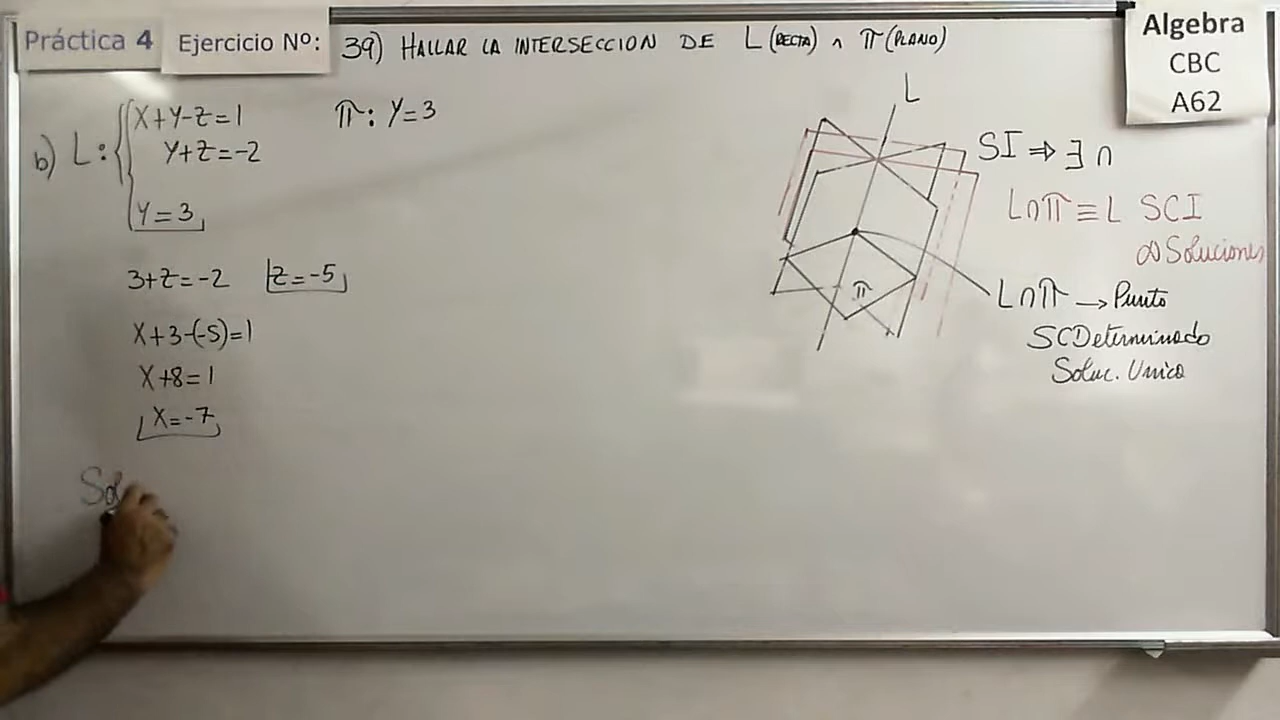 Práctica 4 Ejercicio Nº: 39) HALLAR LA INTERSECCION DE L (RECTA) ∩ π (PLANO)
Algebra
CBC
A62
b) L: { X+Y-Z=1
Y+Z=-2
Y=3
π: Y=3
3+Z=-2 Z=-5
X+3-(-5)=1
X+8=1
X=-7
Sol
L
π
SI ⇒ ∄ ∩
L∩π ≡ L SCI
∞ Soluciones
L∩π → Punto
SCDeterminado
Soluc. Unica